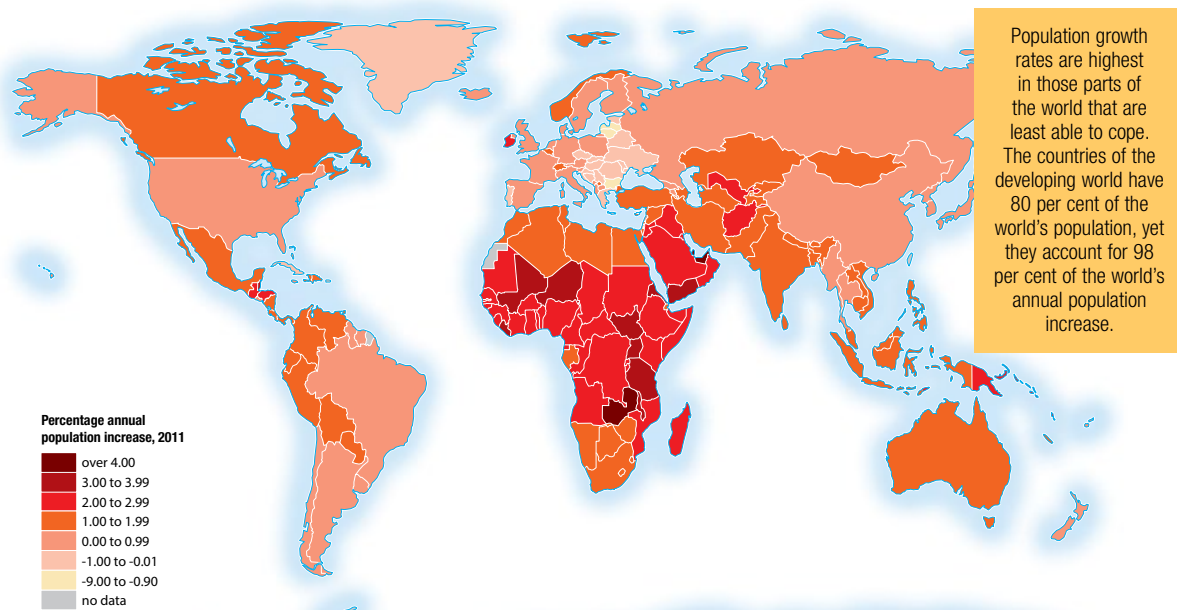 Population growth
rates are highest
in those parts of
the world that are
least able to cope.
The countries of the
developing world have
80 per cent of the
world's population, yet
they account for 98
per cent of the world's
annual population
increase.
Percentage annual
population increase, 2011
over 4.00
3.00 to 3.99
2.00 to 2.99
1.00 to 1.99
0.00 to 0.99
-1.00 to -0.01
-9.00 to -0.90
no data